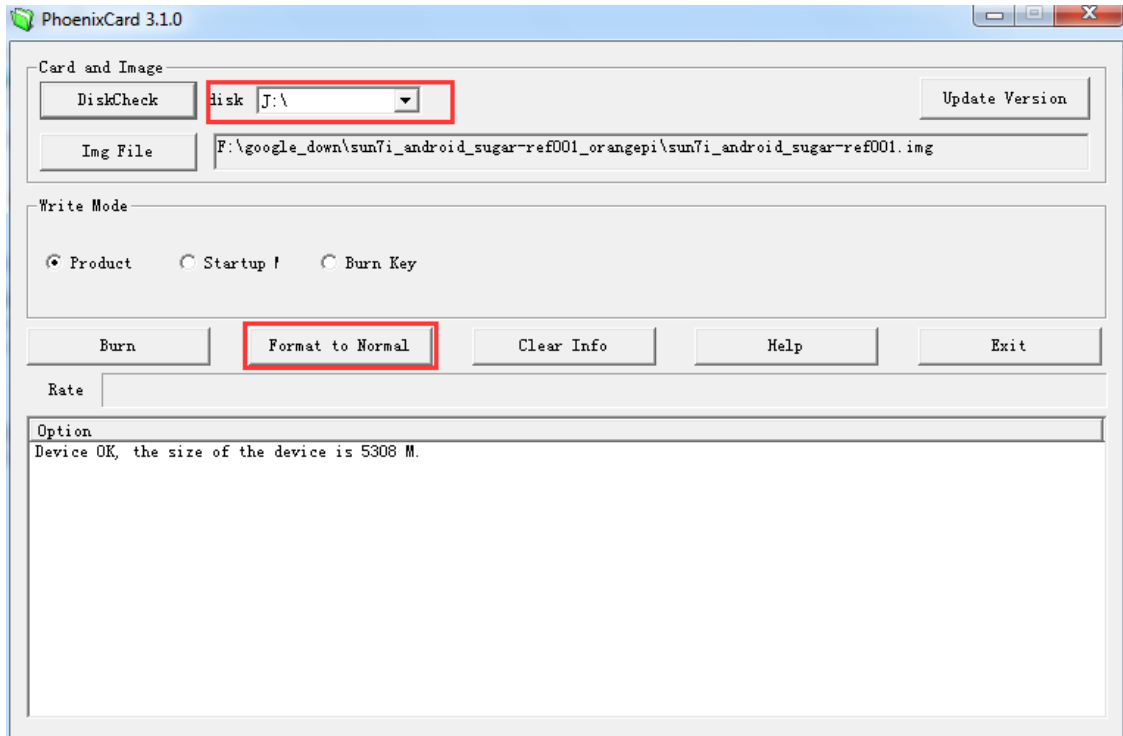 PhoenixCard 3.1.0
Card and Image
DiskCheck disk J:\ Update Version
Img File F:\google_down\sun7i_android_sugar-ref001_orangepi\sun7i_android_sugar-ref001.img
Write Mode
Product Startup Burn Key
Burn Format to Normal Clear Info Help Exit
Rate
Option
Device OK, the size of the device is 5308 M.